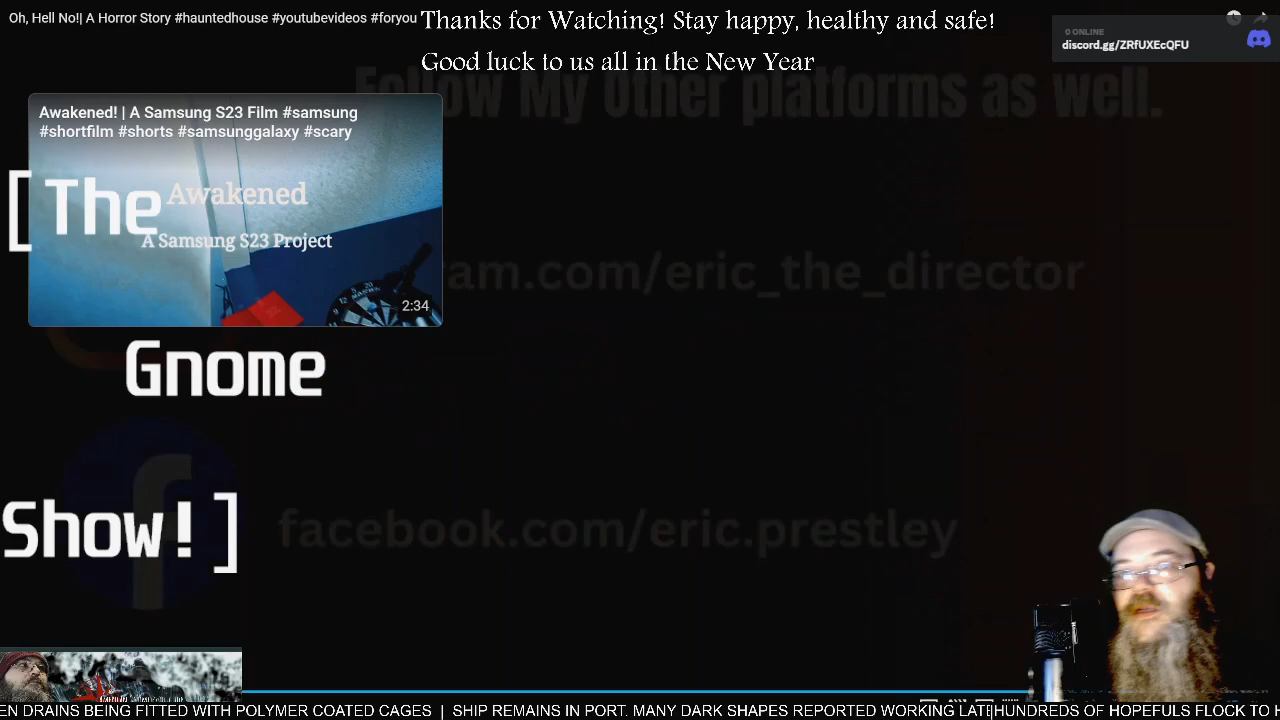 Oh, Hell No!| A Horror Story #hauntedhouse #youtubevideos #foryou
Thanks for Watching! Stay happy, healthy and safe!
Good luck to us all in the New Year
0 ONLINE
discord.gg/ZRfUXEcQFU
Follow My other platforms as well.
Awakened! | A Samsung S23 Film #samsung
#shortfilm #shorts #samsunggalaxy #scary
[The
Awakened
A Samsung S23 Project
2:34
ram.com/eric_the_director
Gnome
Show! ]
facebook.com/eric.prestley
EN DRAINS BEING FITTED WITH POLYMER COATED CAGES | SHIP REMAINS IN PORT. MANY DARK SHAPES REPORTED WORKING LATE
HUNDREDS OF HOPEFULS FLOCK TO H